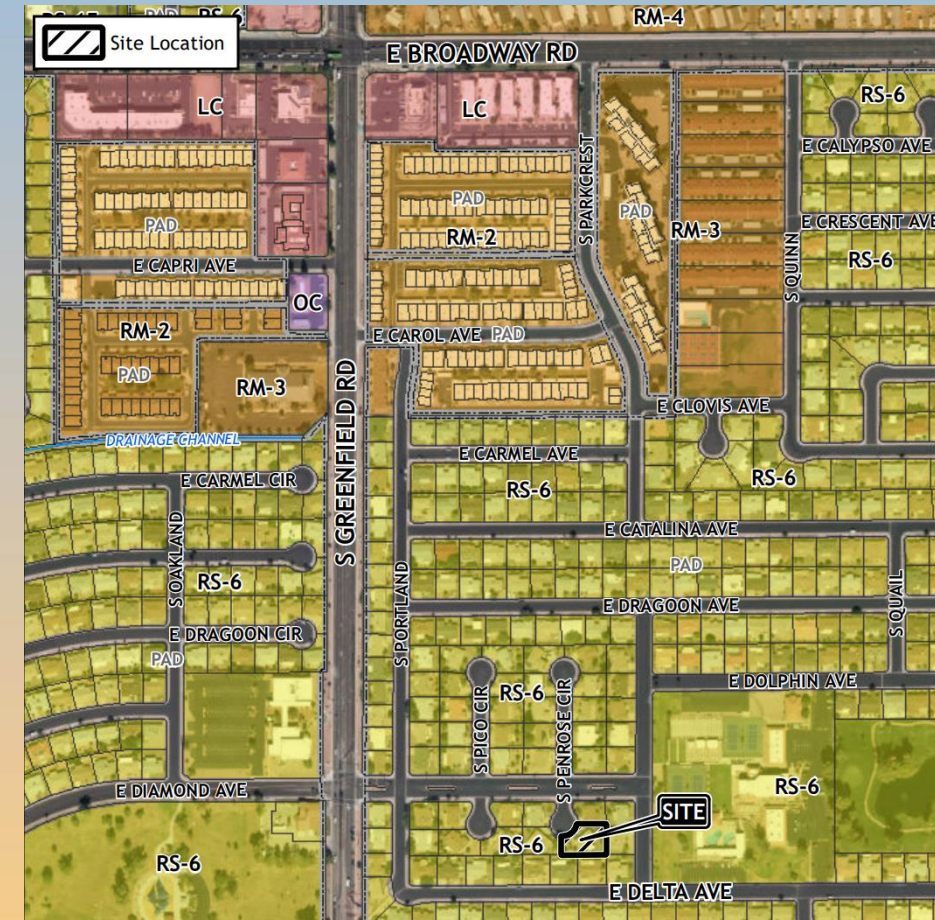 RM-4
Site Location
E BROADWAY RD
LC
LC
RS-6
E CALYPSO AVE
S PARKCREST
PAD
PAD
PAD
RM-2
RM-3
E CRESCENT AVE
S QUINN
RS-6
E CAPRI AVE
OC
RM-2
E CAROL AVE
PAD
PAD
RM-3
S GREENFIELD RD
E CLOVIS AVE
DRAINAGE CHANNEL
E CARMEL CIR
E CARMEL AVE
RS-6
RS-6
S OAKLAND
E CATALINA AVE
PAD
RS-6
S PORTLAND
E DRAGOON AVE
S QUAIL
E DRAGOON CIR
PAD
RS-6
E DOLPHIN AVE
S PICO CIR
S PENROSE CIR
E DIAMOND AVE
RS-6
SITE
RS-6
RS-6
E DELTA AVE